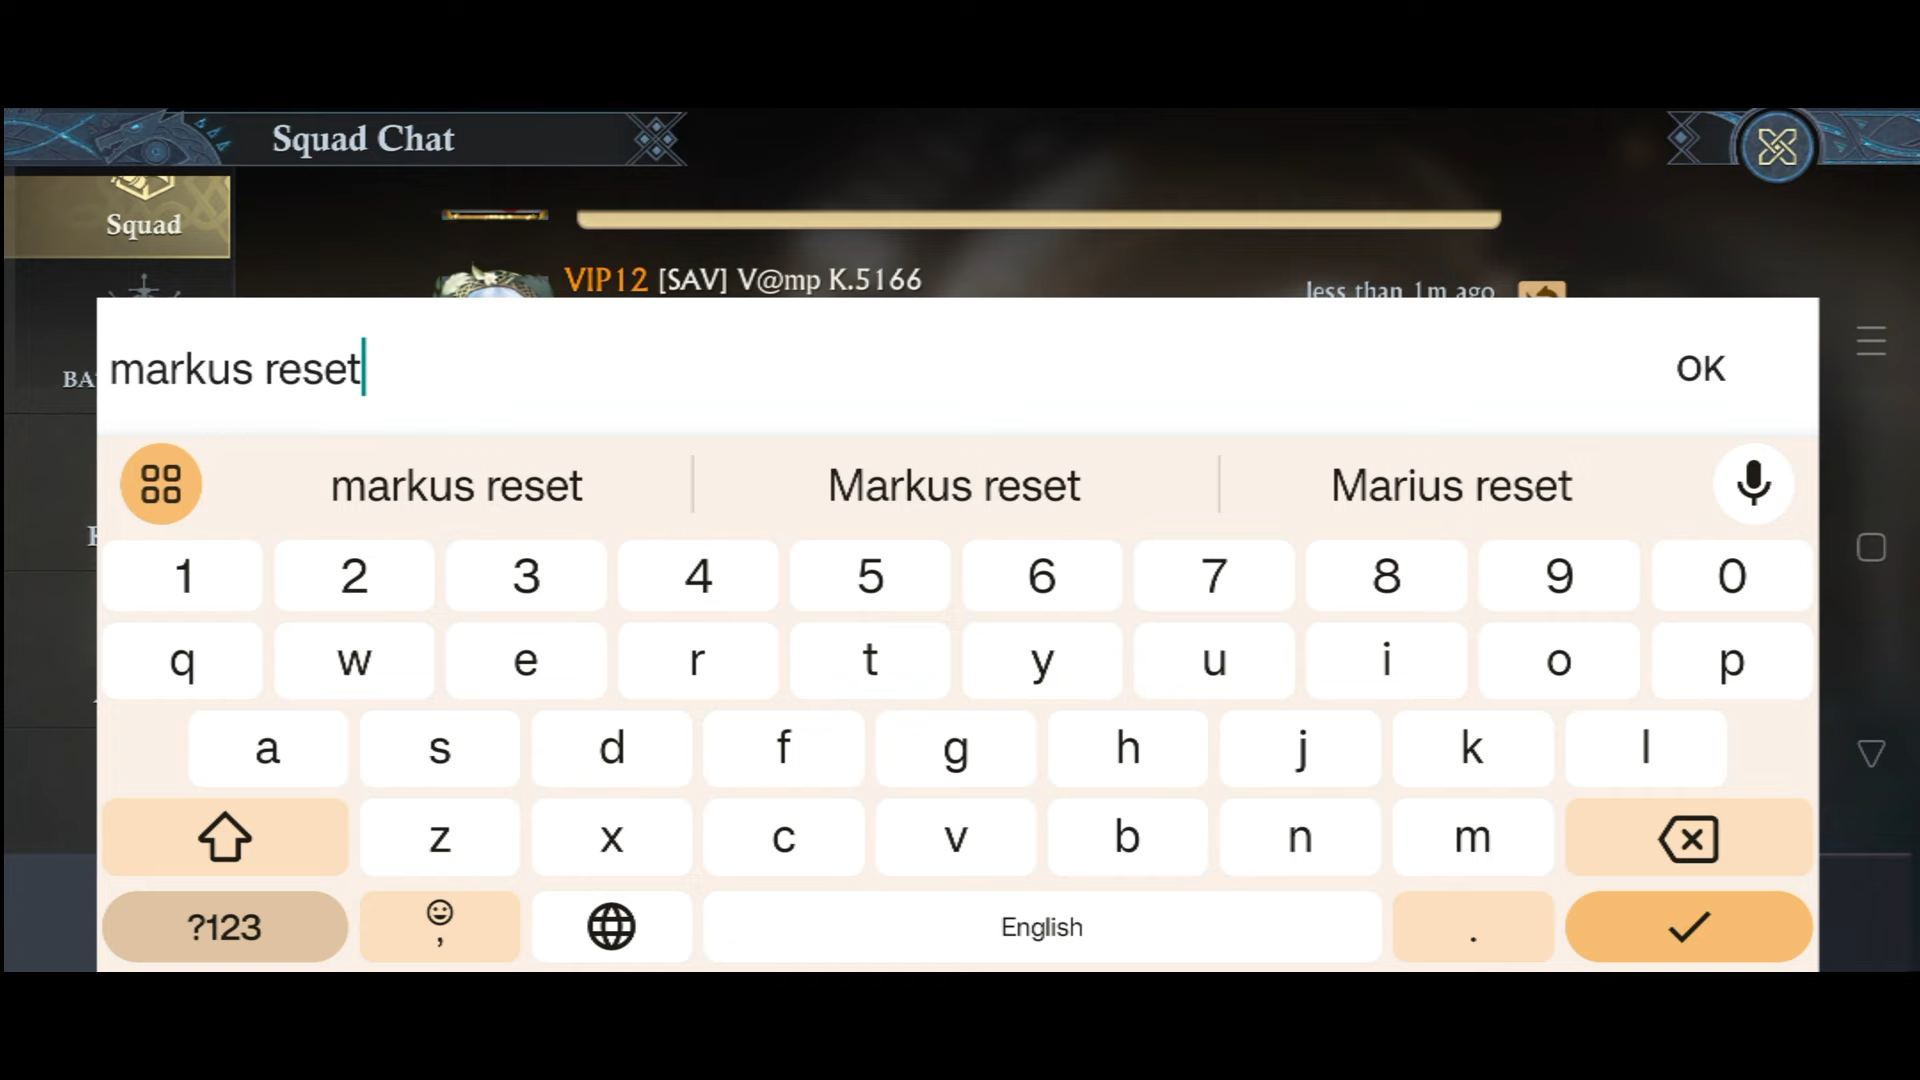 Squad Chat
Squad
VIP12 [SAV] V@mp K.5166
less than 1m ago
BA
markus reset
OK
markus reset
Markus reset
Marius reset
1 2 3 4 5 6 7 8 9 0
q w e r t y u i o p
a s d f g h j k l
z x c v b n m
?123
,
English
.